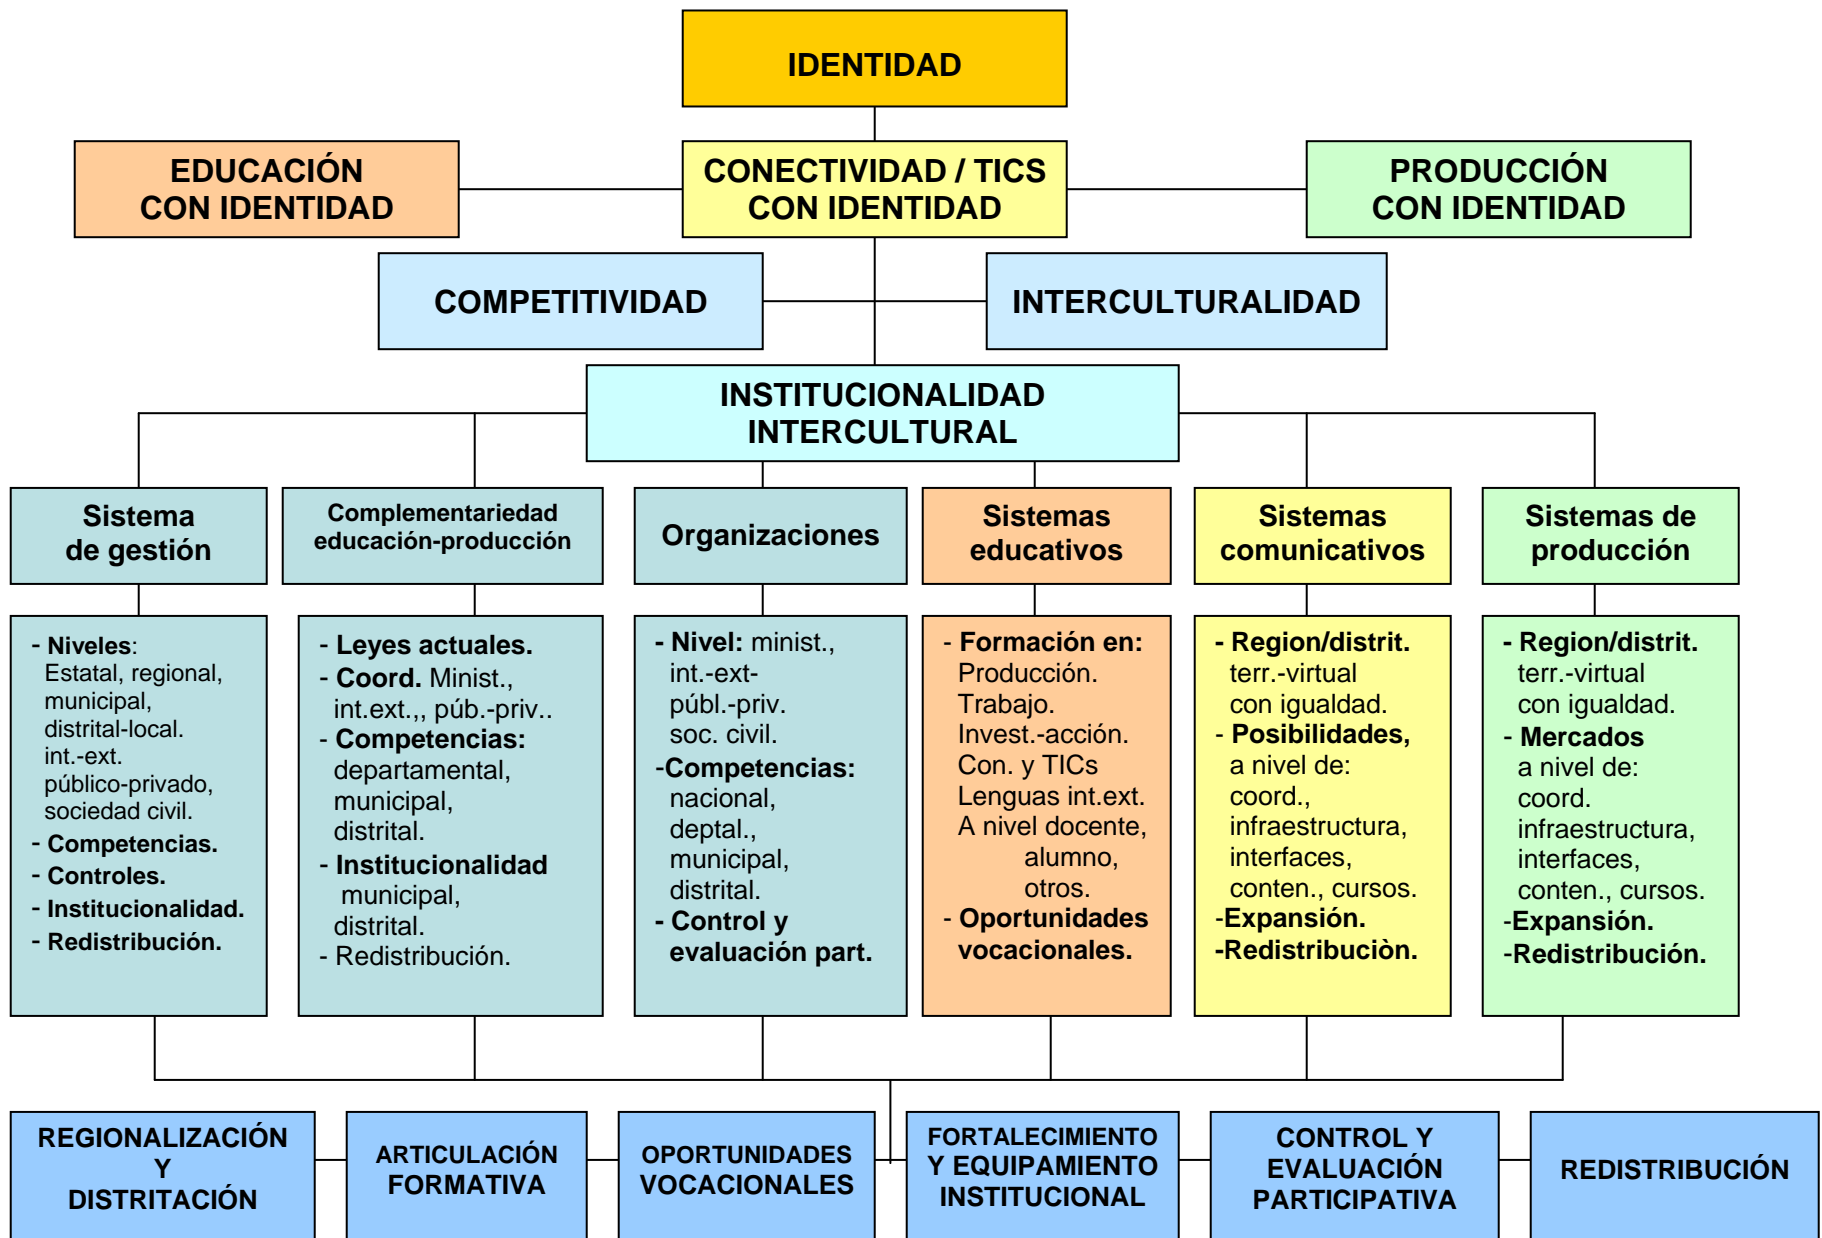 IDENTIDAD
EDUCACIÓN
CON IDENTIDAD
CONECTIVIDAD / TICS
CON IDENTIDAD
PRODUCCIÓN
CON IDENTIDAD
COMPETITIVIDAD
INTERCULTURALIDAD
INSTITUCIONALIDAD
INTERCULTURAL
Sistema
de gestión
Complementariedad
educación-producción
Organizaciones
Sistemas
educativos
Sistemas
comunicativos
Sistemas de
producción
- Niveles:
Estatal, regional,
municipal,
distrital-local.
int.-ext.
público-privado,
sociedad civil.
- Competencias.
- Controles.
- Institucionalidad.
- Redistribución.
- Leyes actuales.
- Coord. Minist.,
int.ext.,, púb.-priv..
- Competencias:
departamental,
municipal,
distrital.
- Institucionalidad
municipal,
distrital.
- Redistribución.
- Nivel: minist.,
int.-ext-
públ.-priv.
soc. civil.
-Competencias:
nacional,
deptal.,
municipal,
distrital.
- Control y
evaluación part.
- Formación en:
Producción.
Trabajo.
Invest.-acción.
Con. y TICs
Lenguas int.ext.
A nivel docente,
alumno,
otros.
- Oportunidades
vocacionales.
- Region/distrit.
terr.-virtual
con igualdad.
- Posibilidades,
a nivel de:
coord.,
infraestructura,
interfaces,
conten., cursos.
-Expansión.
-Redistribuciòn.
- Region/distrit.
terr.-virtual
con igualdad.
- Mercados
a nivel de:
coord.
infraestructura,
interfaces,
conten., cursos.
-Expansión.
-Redistribución.
REGIONALIZACIÓN
Y
DISTRITACIÓN
ARTICULACIÓN
FORMATIVA
OPORTUNIDADES
VOCACIONALES
FORTALECIMIENTO
Y EQUIPAMIENTO
INSTITUCIONAL
CONTROL Y
EVALUACIÓN
PARTICIPATIVA
REDISTRIBUCIÓN